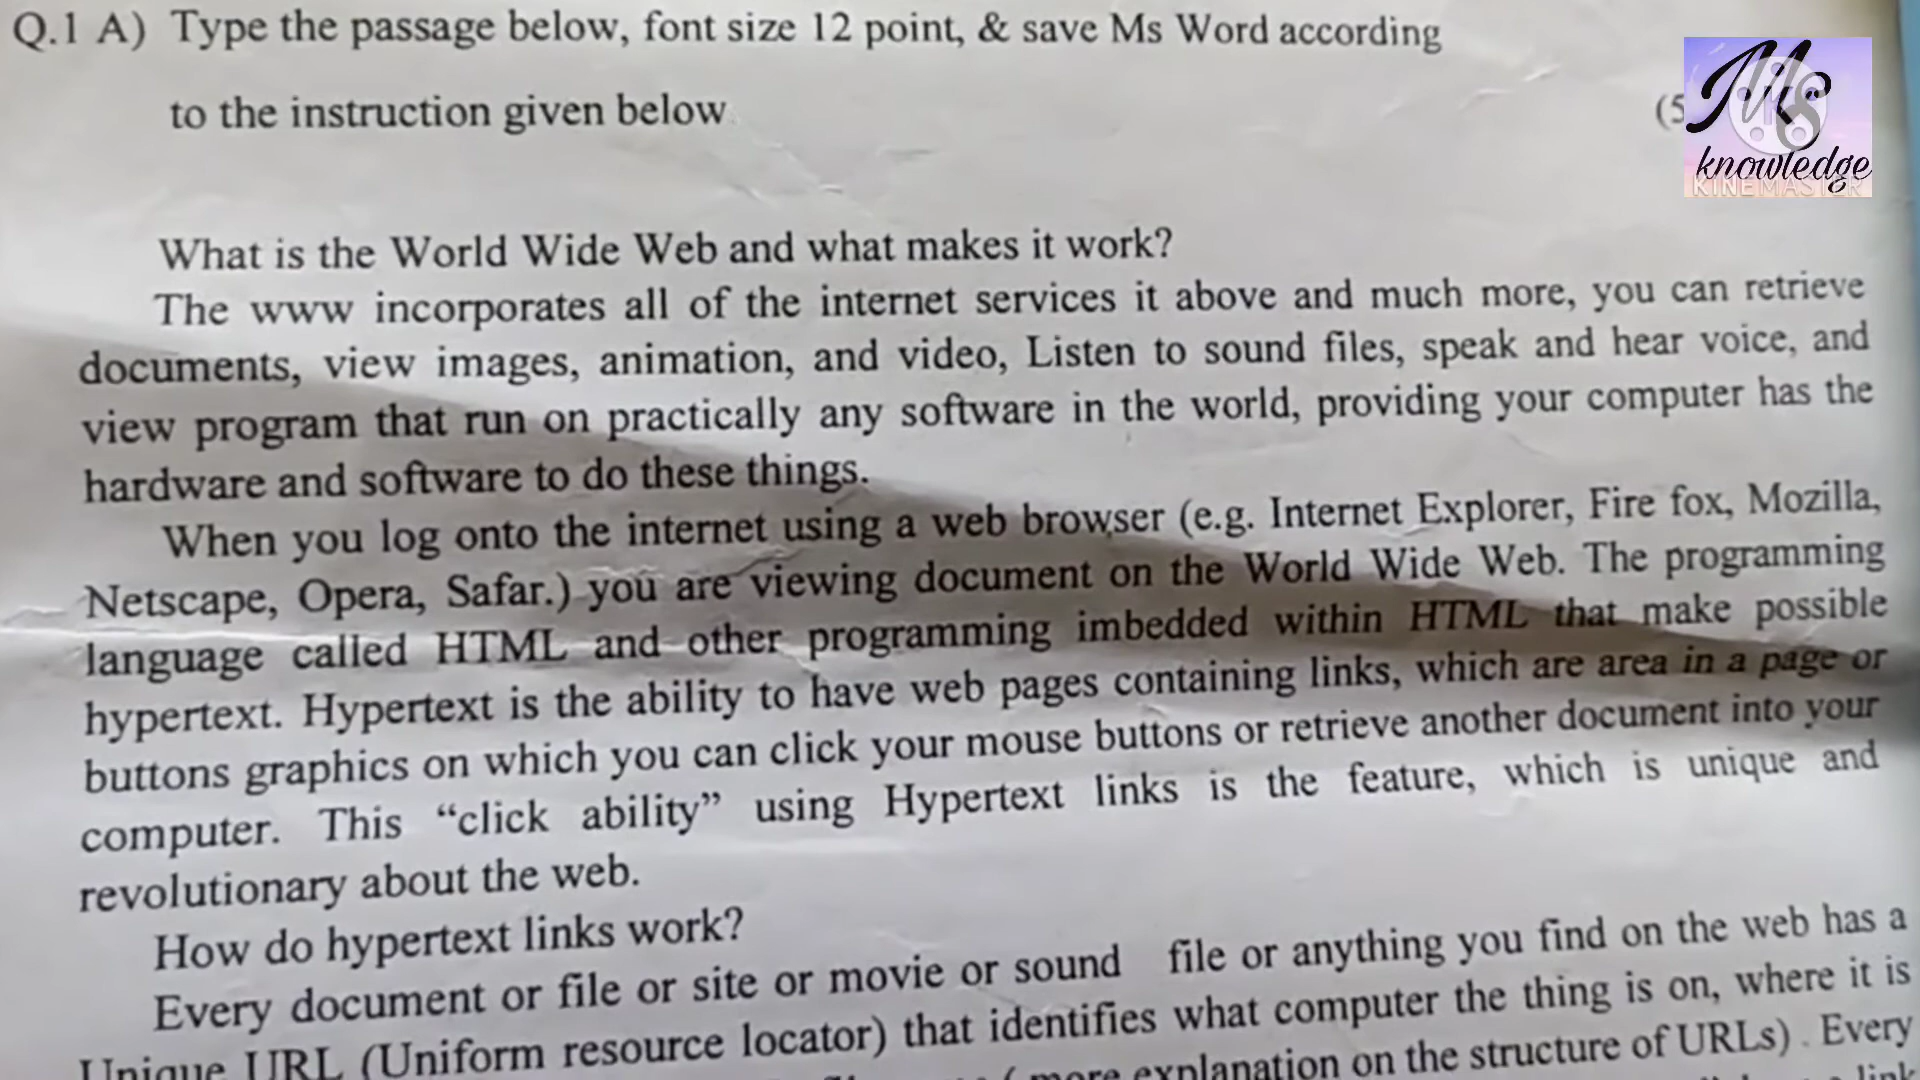 Q.1 A) Type the passage below, font size 12 point, & save Ms Word according
to the instruction given below
(5
Nks
knowledge
KINEMASTER
What is the World Wide Web and what makes it work?
The www incorporates all of the internet services it above and much more, you can retrieve
documents, view images, animation, and video, Listen to sound files, speak and hear voice, and
view program that run on practically any software in the world, providing your computer has the
hardware and software to do these things.
When you log onto the internet using a web browser (e.g. Internet Explorer, Fire fox, Mozilla,
Netscape, Opera, Safar.) you are viewing document on the World Wide Web. The programming
language called HTML and other programming imbedded within HTML that make possible
hypertext. Hypertext is the ability to have web pages containing links, which are area in a page or
buttons graphics on which you can click your mouse buttons or retrieve another document into your
computer. This “click ability” using Hypertext links is the feature, which is unique and
revolutionary about the web.
How do hypertext links work?
Every document or file or site or movie or sound file or anything you find on the web has a
Unique URL (Uniform resource locator) that identifies what computer the thing is on, where it is
( more explanation on the structure of URLs) . Every
link